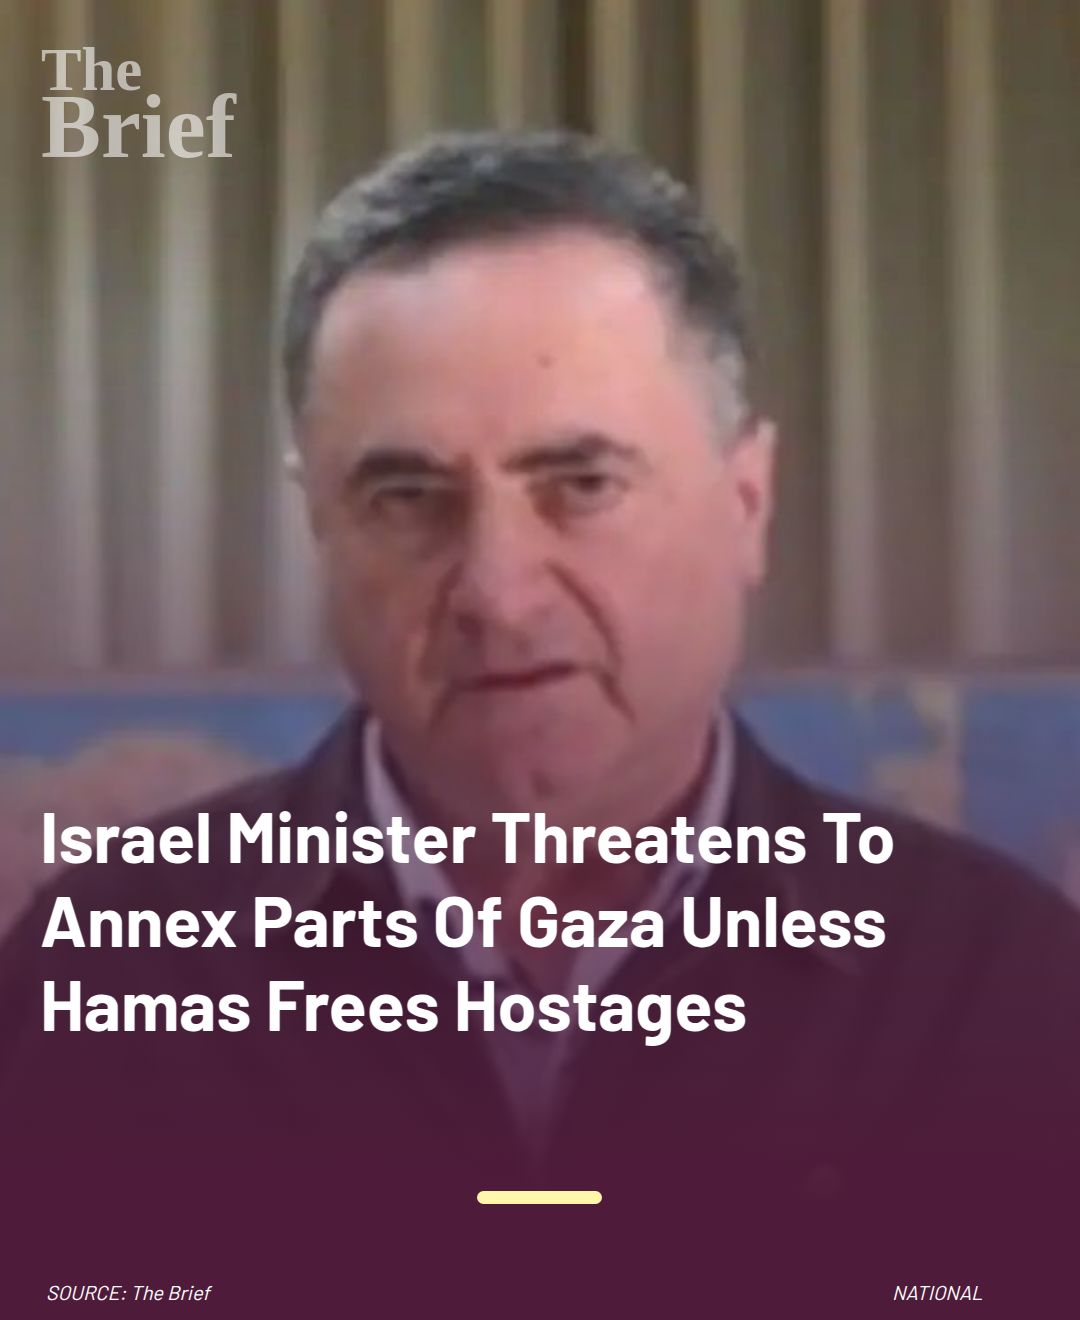 The
Brief
Israel Minister Threatens To
Annex Parts Of Gaza Unless
Hamas Frees Hostages
SOURCE: The Brief
NATIONAL